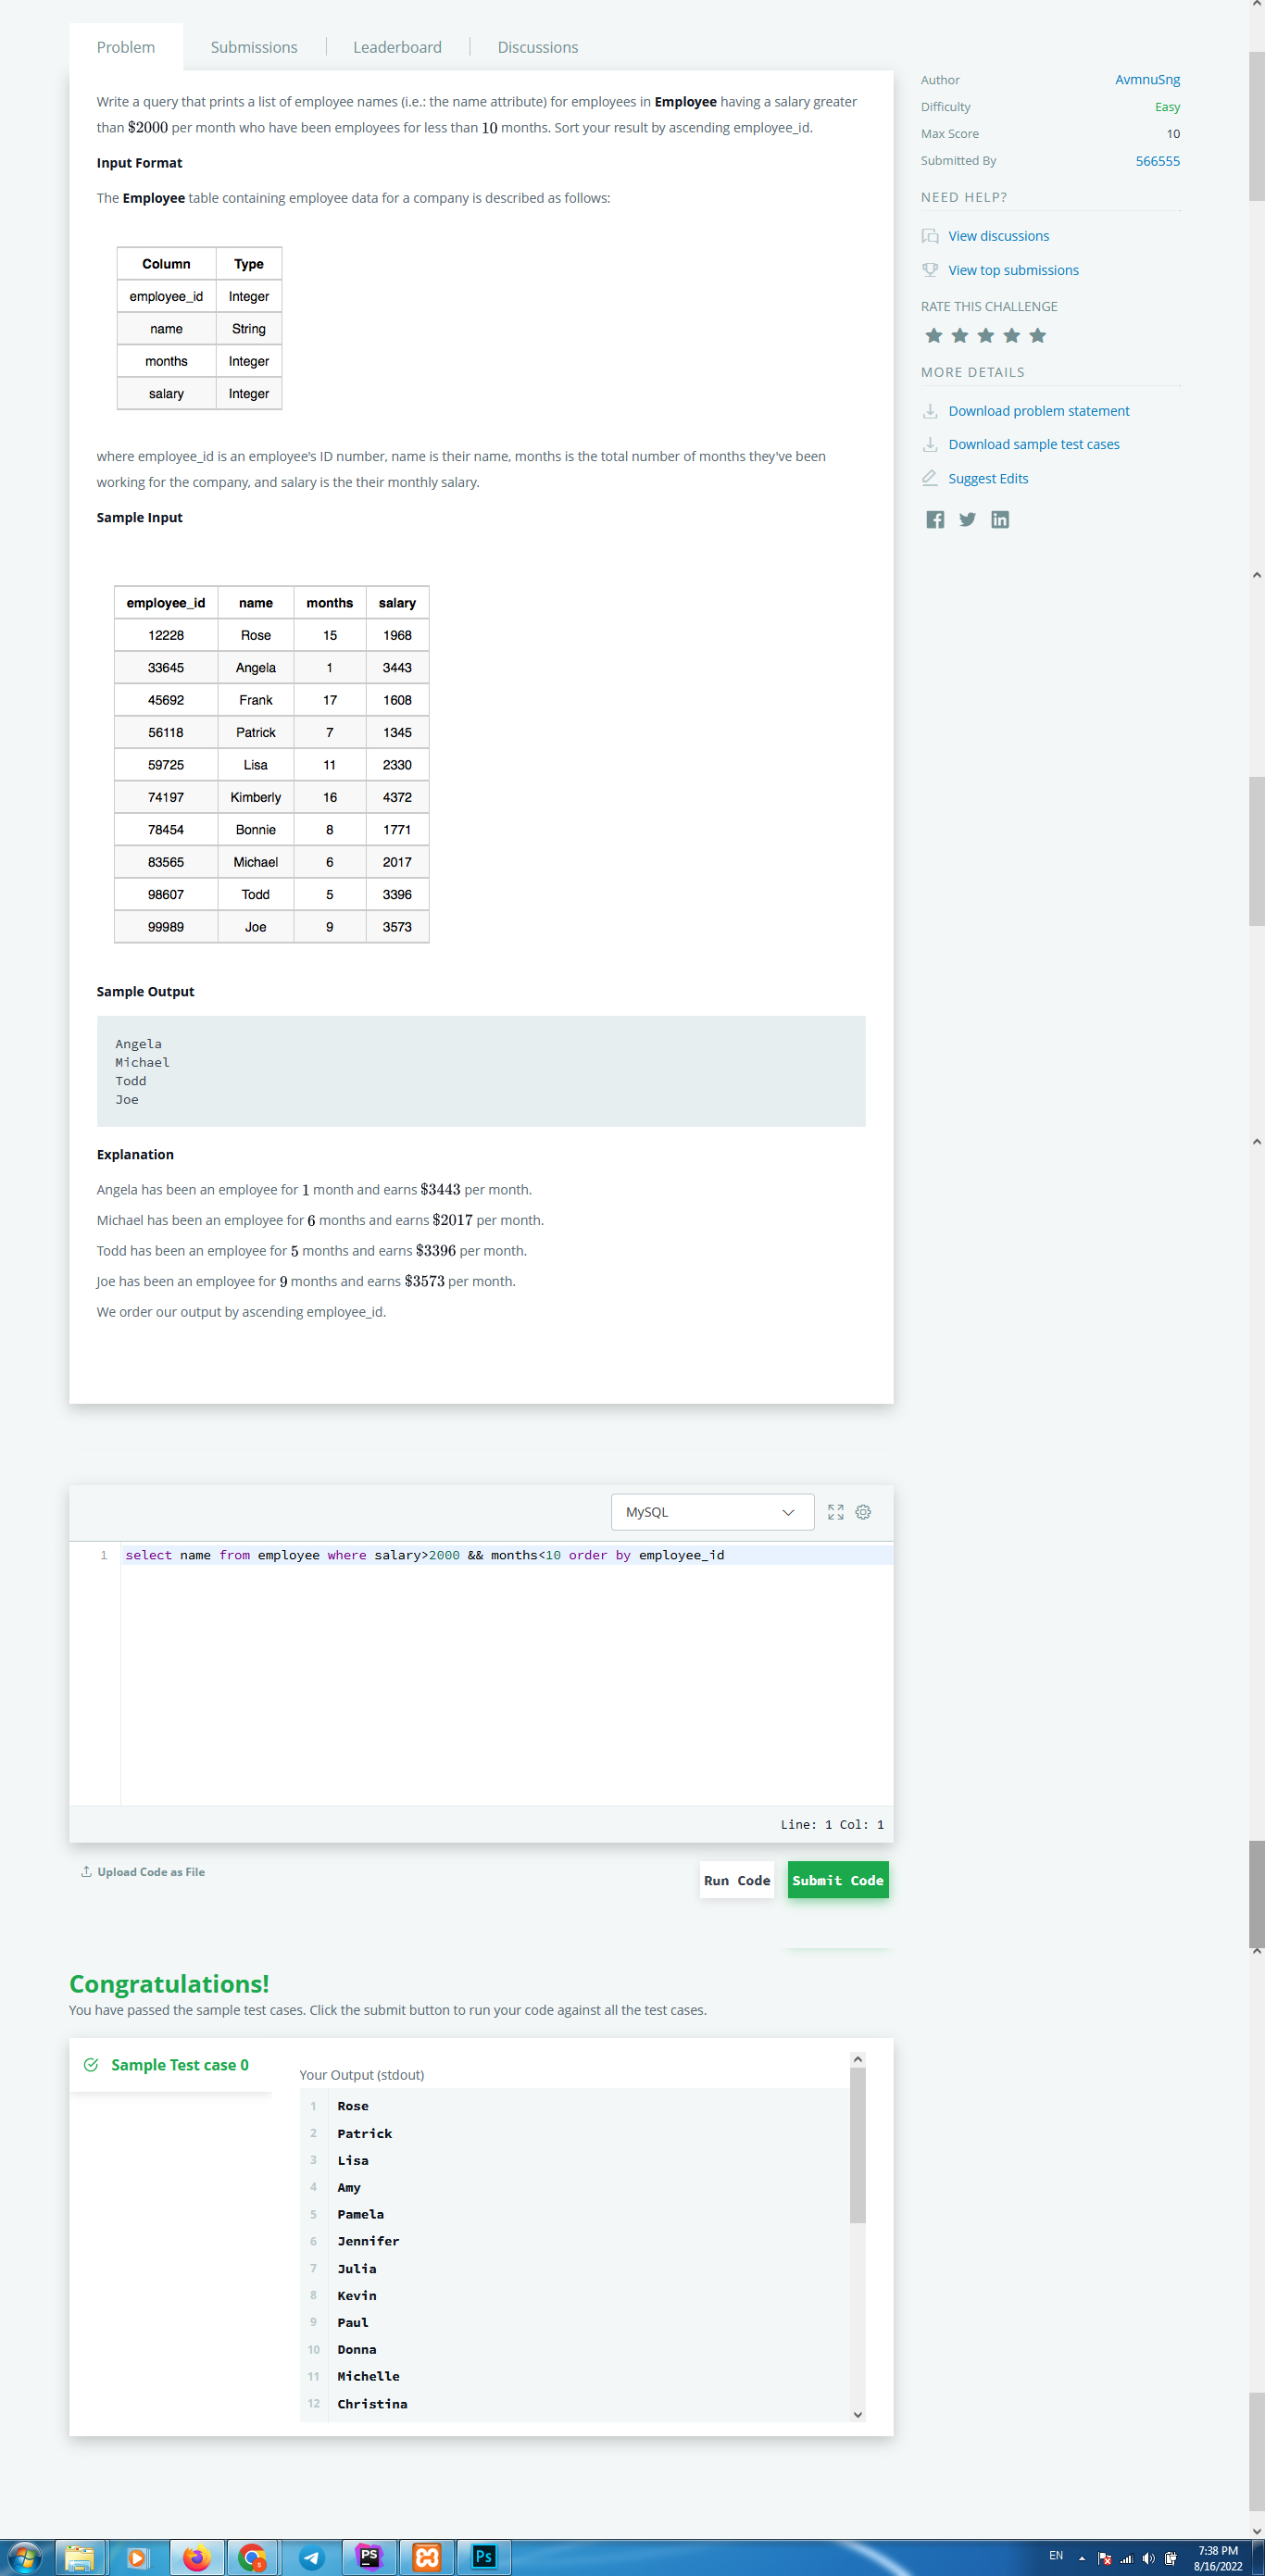 Problem
Submissions
Leaderboard
Discussions
Write a query that prints a list of employee names (i.e.: the name attribute) for employees in Employee having a salary greater
than $2000 per month who have been employees for less than 10 months. Sort your result by ascending employee_id.
Input Format
The Employee table containing employee data for a company is described as follows:
Column Type
employee_id Integer
name String
months Integer
salary Integer
where employee_id is an employee's ID number, name is their name, months is the total number of months they've been
working for the company, and salary is the their monthly salary.
Sample Input
employee_id name months salary
12228 Rose 15 1968
33645 Angela 1 3443
45692 Frank 17 1608
56118 Patrick 7 1345
59725 Lisa 11 2330
74197 Kimberly 16 4372
78454 Bonnie 8 1771
83565 Michael 6 2017
98607 Todd 5 3396
99989 Joe 9 3573
Sample Output
Angela
Michael
Todd
Joe
Explanation
Angela has been an employee for 1 month and earns $3443 per month.
Michael has been an employee for 6 months and earns $2017 per month.
Todd has been an employee for 5 months and earns $3396 per month.
Joe has been an employee for 9 months and earns $3573 per month.
We order our output by ascending employee_id.
Author AvmnuSng
Difficulty Easy
Max Score 10
Submitted By 566555
NEED HELP?
View discussions
View top submissions
RATE THIS CHALLENGE
MORE DETAILS
Download problem statement
Download sample test cases
Suggest Edits
MySQL
1 select name from employee where salary>2000 && months<10 order by employee_id
Line: 1 Col: 1
Upload Code as File
Run Code
Submit Code
Congratulations!
You have passed the sample test cases. Click the submit button to run your code against all the test cases.
Sample Test case 0
Your Output (stdout)
1 Rose
2 Patrick
3 Lisa
4 Amy
5 Pamela
6 Jennifer
7 Julia
8 Kevin
9 Paul
10 Donna
11 Michelle
12 Christina
PS
Ps
EN
7:38 PM
8/16/2022